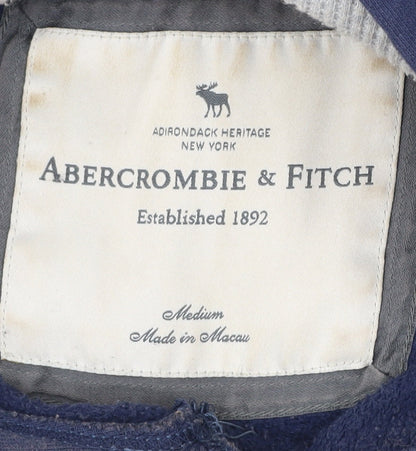 ADIRONDACK HERITAGE
NEW YORK
ABERCROMBIE & FITCH
Established 1892
Medium
Made in Macau